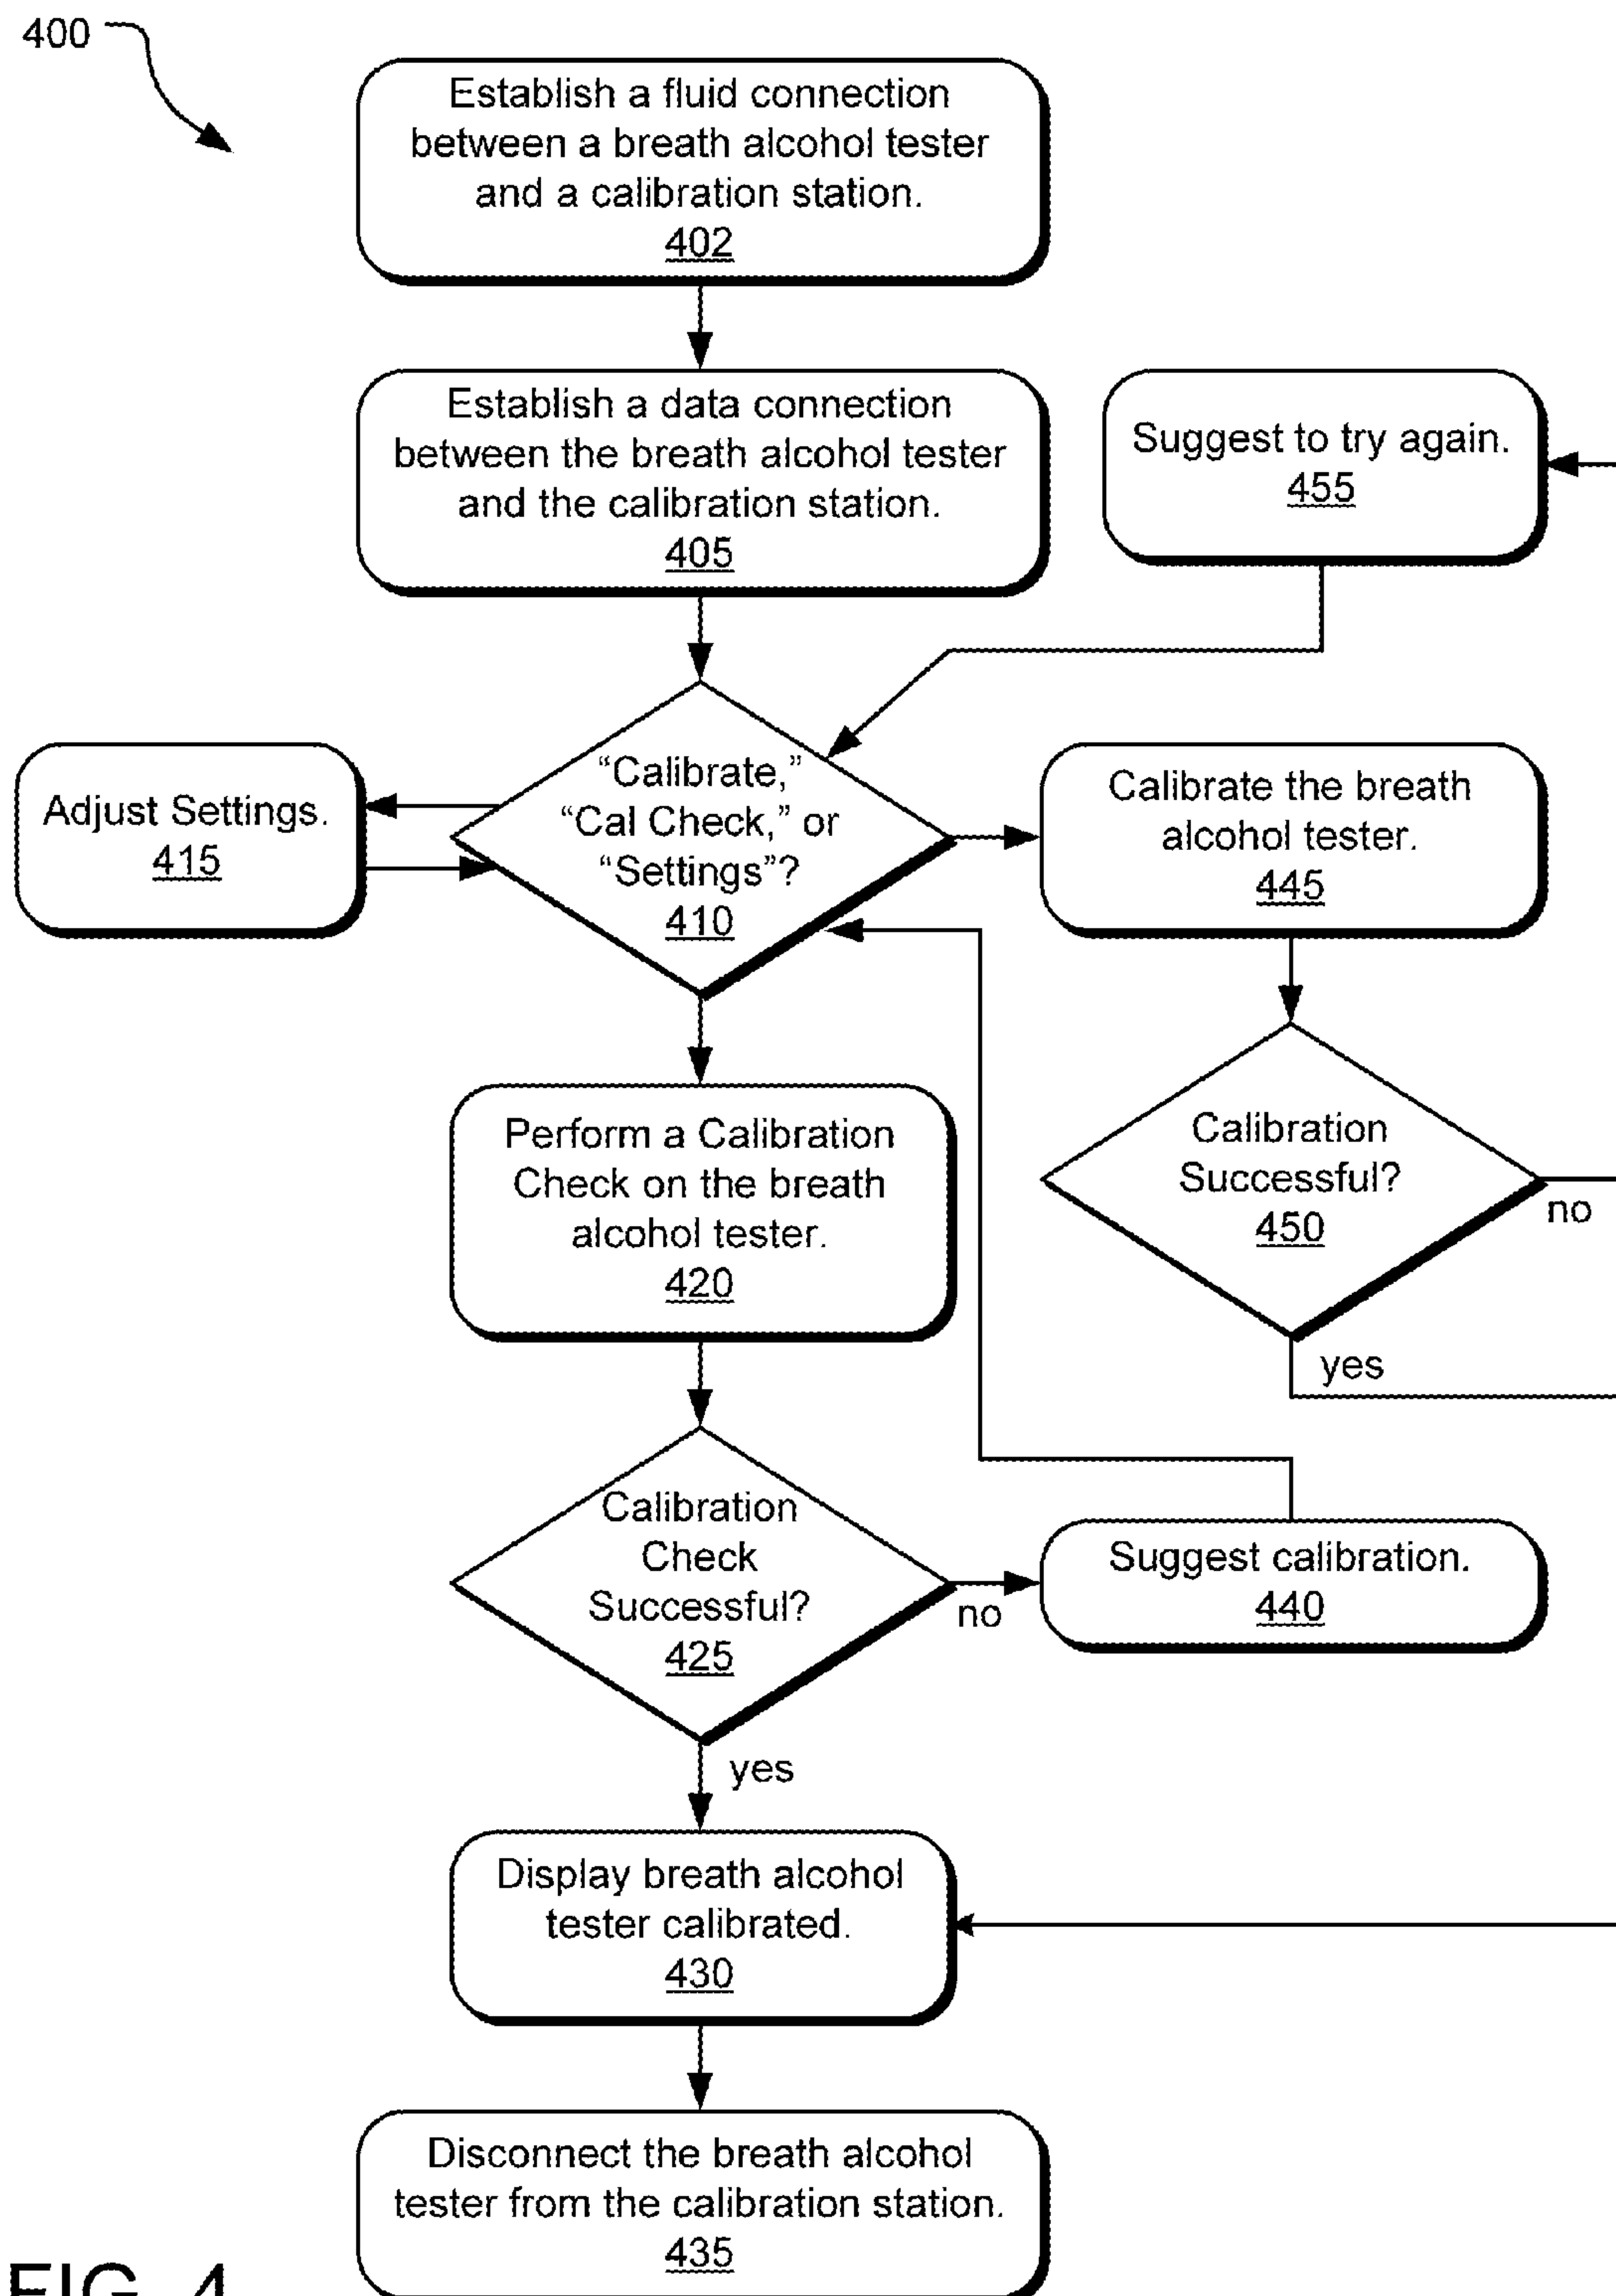 400
Establish a fluid connection
between a breath alcohol tester
and a calibration station.
402
Establish a data connection
between the breath alcohol tester
and the calibration station.
405
Suggest to try again.
455
“Calibrate,”
“Cal Check,” or
“Settings”?
410
Adjust Settings.
415
Calibrate the breath
alcohol tester.
445
Perform a Calibration
Check on the breath
alcohol tester.
420
Calibration
Successful?
450
no
yes
Calibration
Check
Successful?
425
no
Suggest calibration.
440
yes
Display breath alcohol
tester calibrated.
430
Disconnect the breath alcohol
tester from the calibration station.
435
FIG. 4